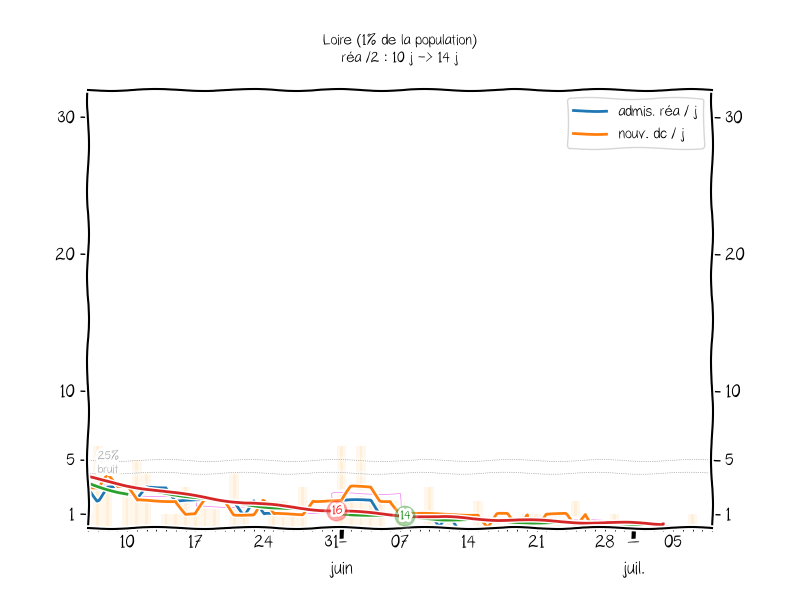 Loire (1% de la population)
réa /2 : 10 j -> 14 j
admis. réa / j
nouv. dc / j
30
30
20
20
10
10
5
5
25%
bruit
1
1
16
14
10 17 24 31 07 14 21 28 05
juin juil.